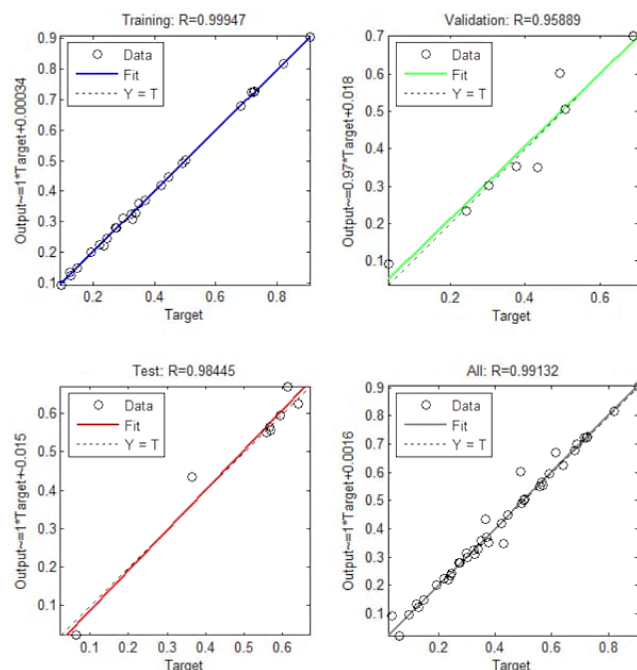 Training: R=0.99947
Output~=1*Target+0.00034
0.9
0.8
0.7
0.6
0.5
0.4
0.3
0.2
0.1
Data
Fit
Y = T
0.2
0.4
0.6
0.8
Target
Validation: R=0.95889
Output~=0.97*Target+0.018
0.7
0.6
0.5
0.4
0.3
0.2
0.1
Data
Fit
Y = T
0.2
0.4
0.6
Target
Test: R=0.98445
Output~=1*Target+0.015
0.6
0.5
0.4
0.3
0.2
0.1
Data
Fit
Y = T
0.1
0.2
0.3
0.4
0.5
0.6
Target
All: R=0.99132
Output~=1*Target+0.0016
0.9
0.8
0.7
0.6
0.5
0.4
0.3
0.2
0.1
Data
Fit
Y = T
0.2
0.4
0.6
0.8
Target